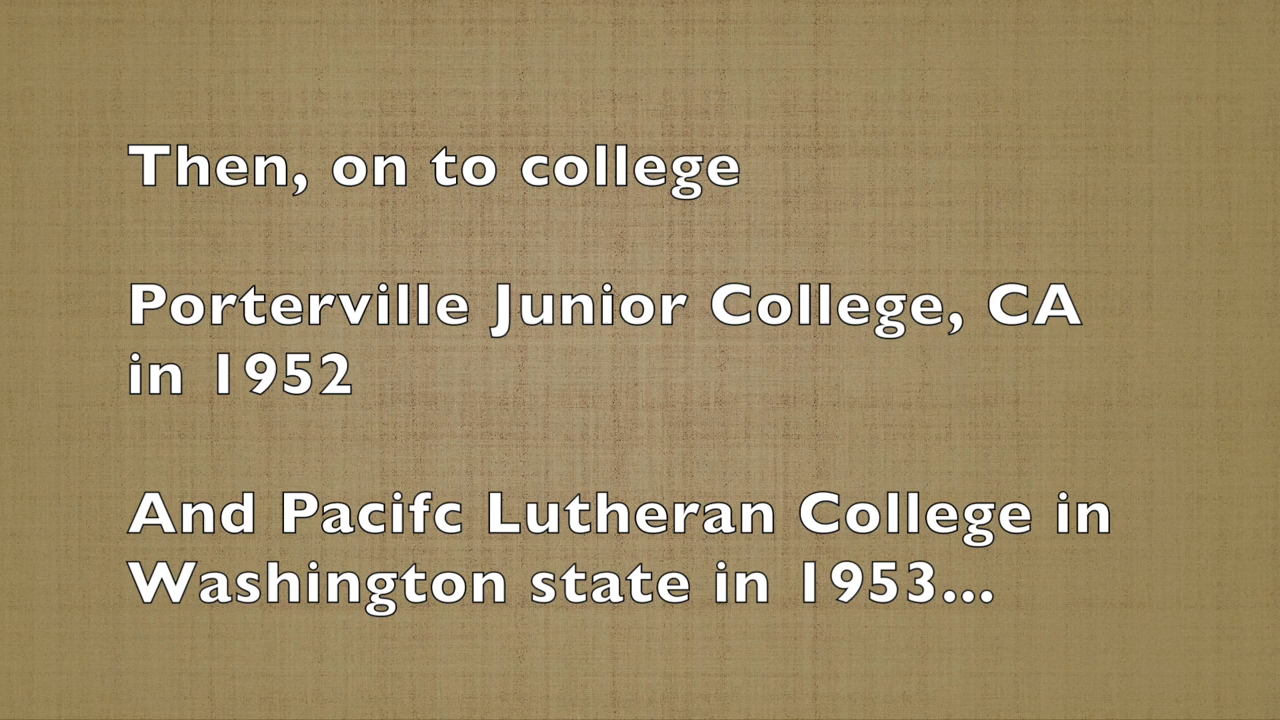 Then, on to college
Porterville Junior College, CA
in 1952
And Pacifc Lutheran College in
Washington state in 1953...